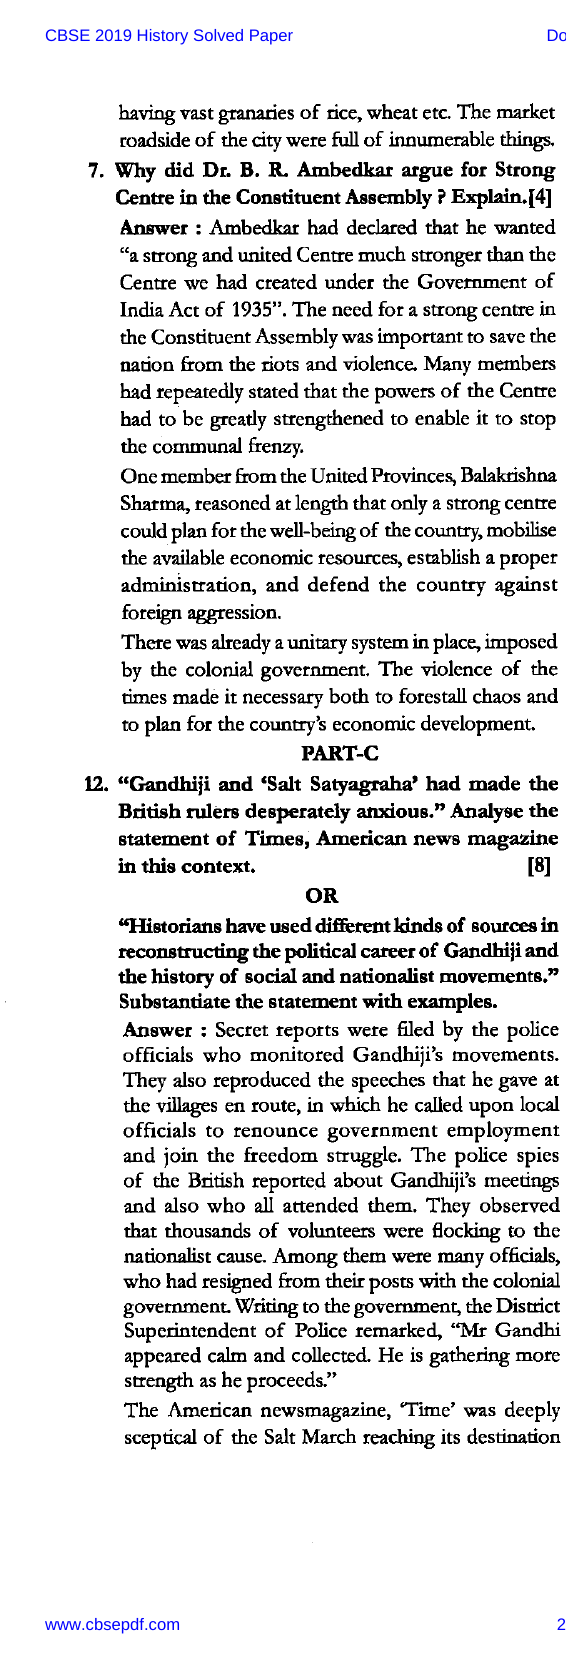 CBSE 2019 History Solved Paper
Do
having vast granaries of rice, wheat etc. The market
roadside of the city were full of innumerable things.
7. Why did Dr. B. R. Ambedkar argue for Strong
Centre in the Constituent Assembly ? Explain.[4]
Answer : Ambedkar had declared that he wanted
“a strong and united Centre much stronger than the
Centre we had created under the Government of
India Act of 1935”. The need for a strong centre in
the Constituent Assembly was important to save the
nation from the riots and violence. Many members
had repeatedly stated that the powers of the Centre
had to be greatly strengthened to enable it to stop
the communal frenzy.
One member from the United Provinces, Balakrishna
Sharma, reasoned at length that only a strong centre
could plan for the well-being of the country, mobilise
the available economic resources, establish a proper
administration, and defend the country against
foreign aggression.
There was already a unitary system in place, imposed
by the colonial government. The violence of the
times made it necessary both to forestall chaos and
to plan for the country’s economic development.
PART-C
12. “Gandhiji and ‘Salt Satyagraha’ had made the
British rulers desperately anxious.” Analyse the
statement of Times, American news magazine
in this context. [8]
OR
“Historians have used different kinds of sources in
reconstructing the political career of Gandhiji and
the history of social and nationalist movements.”
Substantiate the statement with examples.
Answer : Secret reports were filed by the police
officials who monitored Gandhiji’s movements.
They also reproduced the speeches that he gave at
the villages en route, in which he called upon local
officials to renounce government employment
and join the freedom struggle. The police spies
of the British reported about Gandhiji’s meetings
and also who all attended them. They observed
that thousands of volunteers were flocking to the
nationalist cause. Among them were many officials,
who had resigned from their posts with the colonial
government. Writing to the government, the District
Superintendent of Police remarked, “Mr Gandhi
appeared calm and collected. He is gathering more
strength as he proceeds.”
The American newsmagazine, ‘Time’ was deeply
sceptical of the Salt March reaching its destination
www.cbsepdf.com
2